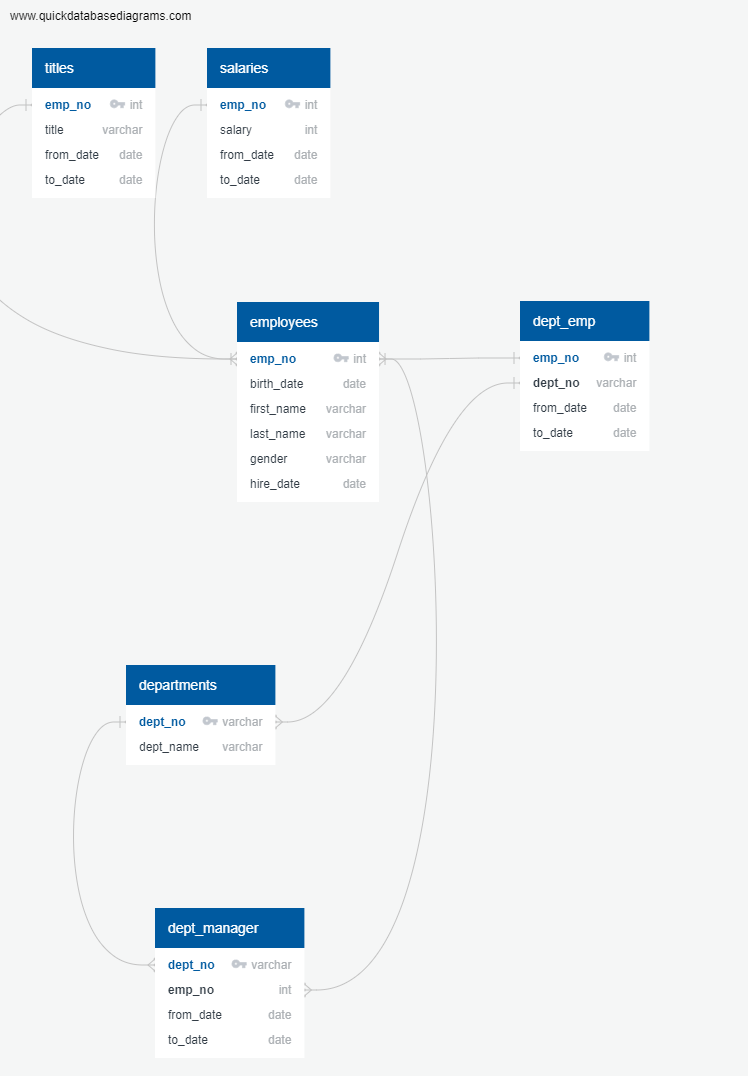 www.quickdatabasediagrams.com
titles
emp_no int
title varchar
from_date date
to_date date
salaries
emp_no int
salary int
from_date date
to_date date
employees
emp_no int
birth_date date
first_name varchar
last_name varchar
gender varchar
hire_date date
dept_emp
emp_no int
dept_no varchar
from_date date
to_date date
departments
dept_no varchar
dept_name varchar
dept_manager
dept_no varchar
emp_no int
from_date date
to_date date